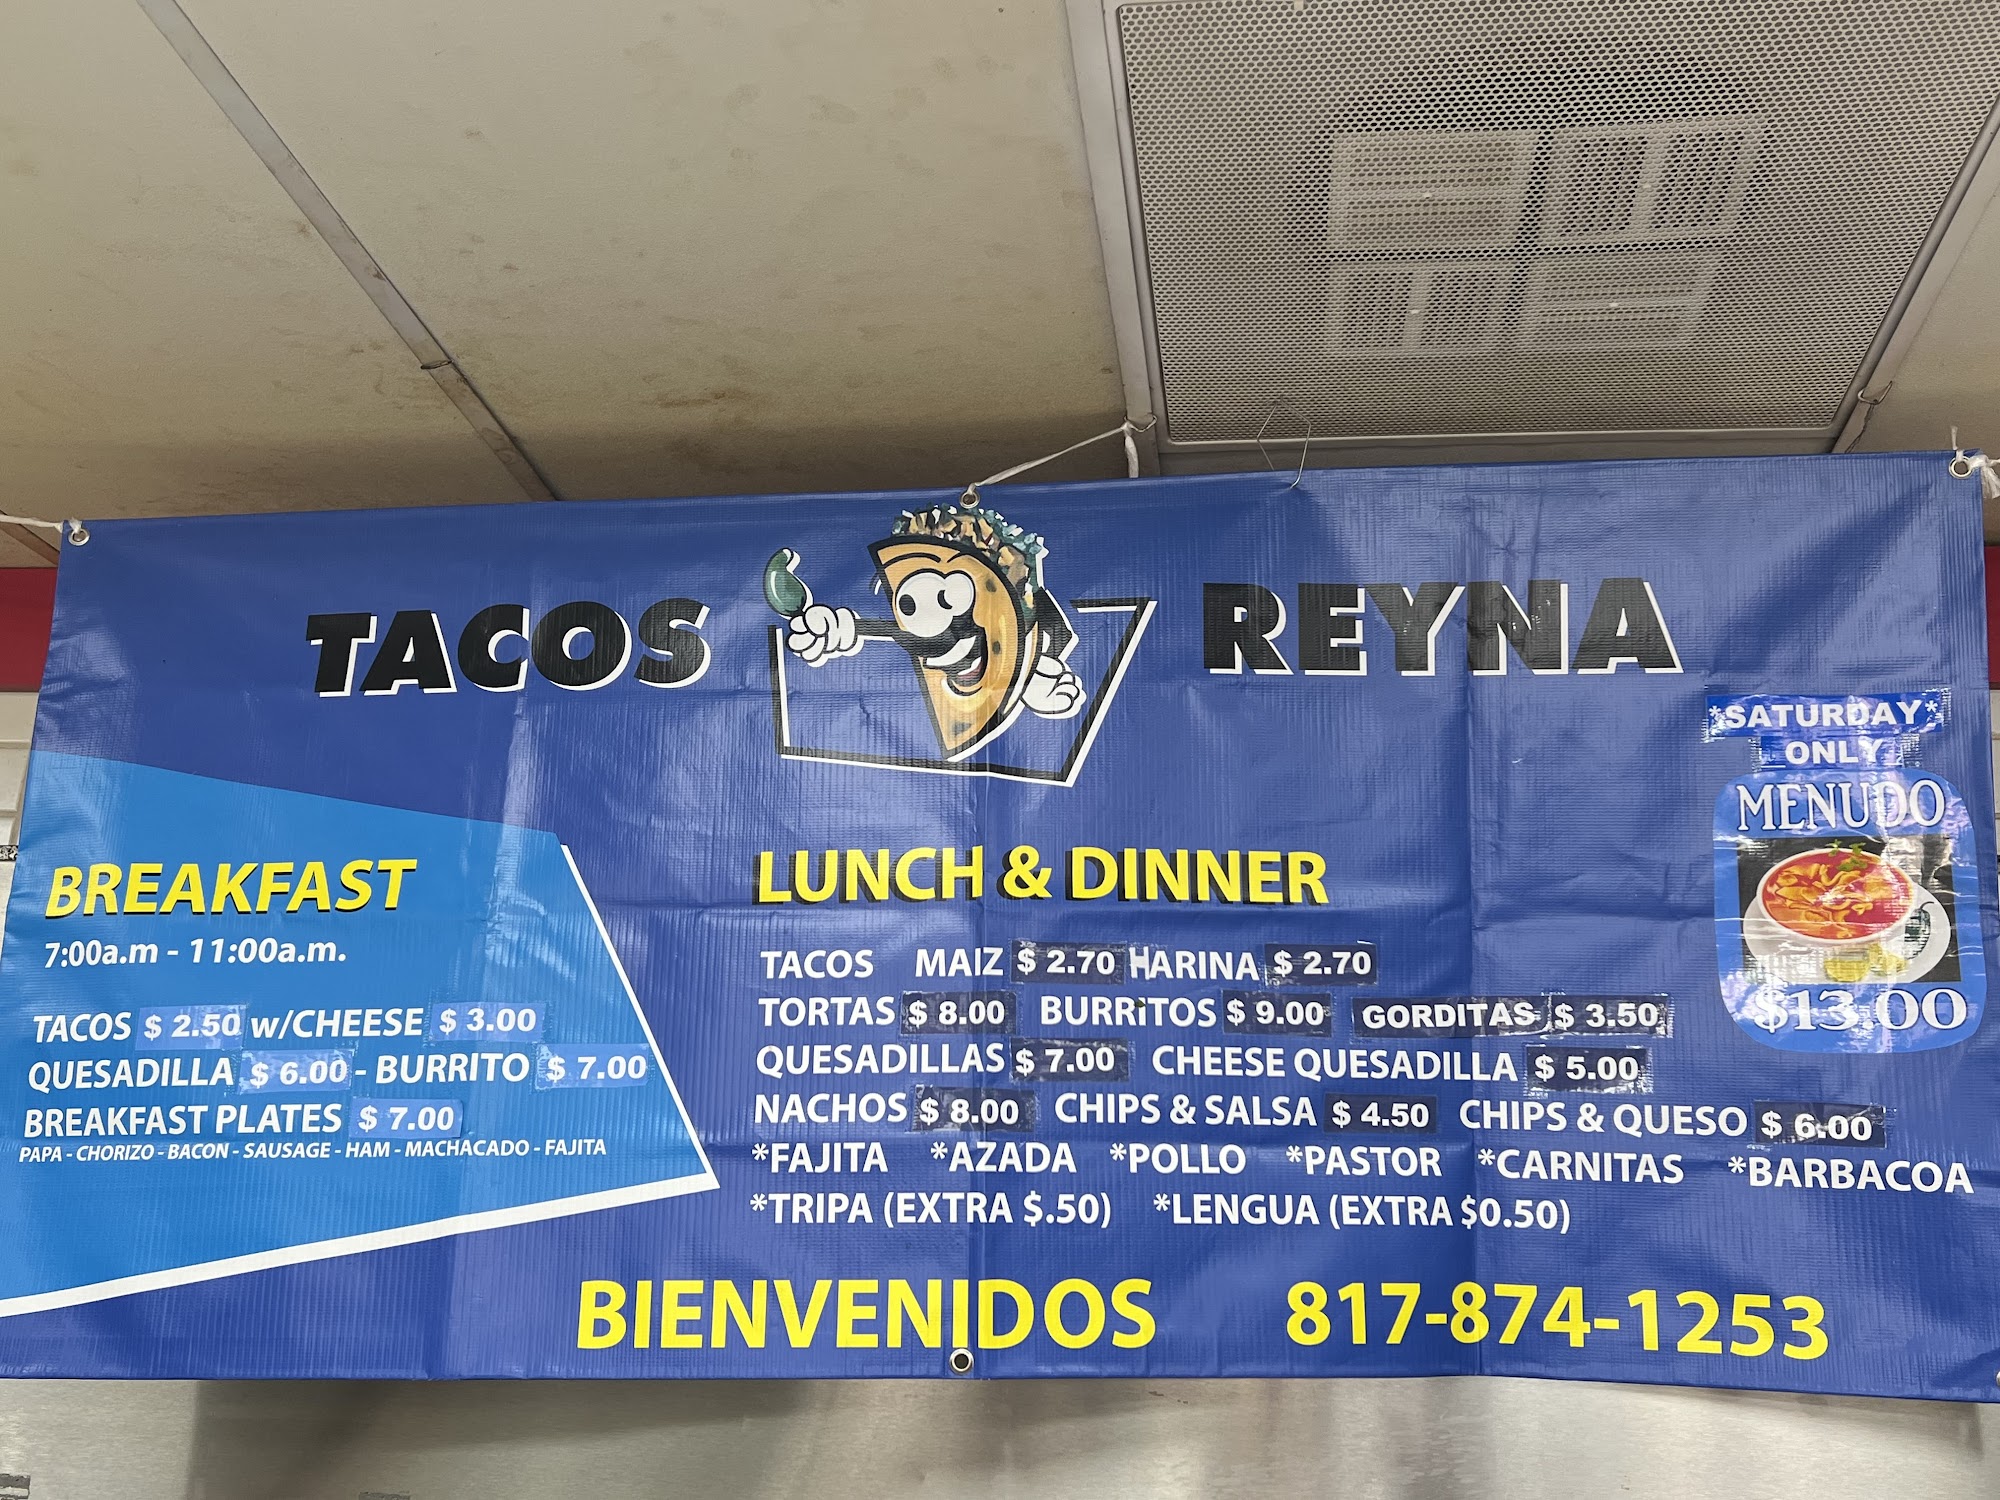 TACOS REYNA
*SATURDAY*
ONLY
MENUDO
$13.00
BREAKFAST
7:00a.m - 11:00a.m.
TACOS $ 2.50 w/CHEESE $ 3.00
QUESADILLA $ 6.00 - BURRITO $ 7.00
BREAKFAST PLATES $ 7.00
PAPA - CHORIZO - BACON - SAUSAGE - HAM - MACHACADO - FAJITA
LUNCH & DINNER
TACOS MAIZ $ 2.70 HARINA $ 2.70
TORTAS $ 8.00 BURRiTOS $ 9.00 GORDITAS $ 3.50
QUESADILLAS $ 7.00 CHEESE QUESADILLA $ 5.00
NACHOS $ 8.00 CHIPS & SALSA $ 4.50 CHIPS & QUESO $ 6.00
*FAJITA *AZADA *POLLO *PASTOR *CARNITAS *BARBACOA
*TRIPA (EXTRA $.50) *LENGUA (EXTRA $0.50)
BIENVENIDOS 817-874-1253